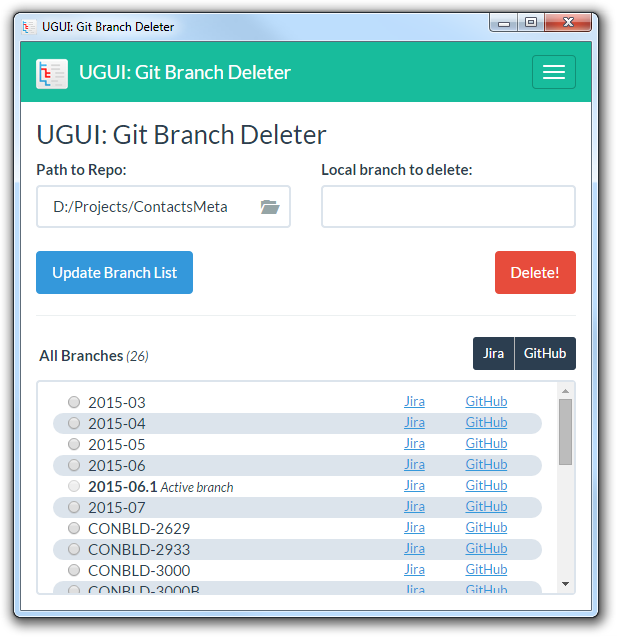 UGUI: Git Branch Deleter
UGUI: Git Branch Deleter
UGUI: Git Branch Deleter
Path to Repo: Local branch to delete:
D:/Projects/ContactsMeta
Update Branch List Delete!
All Branches (26) Jira GitHub
2015-03 Jira GitHub
2015-04 Jira GitHub
2015-05 Jira GitHub
2015-06 Jira GitHub
2015-06.1 Active branch Jira GitHub
2015-07 Jira GitHub
CONBLD-2629 Jira GitHub
CONBLD-2933 Jira GitHub
CONBLD-3000 Jira GitHub
CONBLD-3000B Jira GitHub